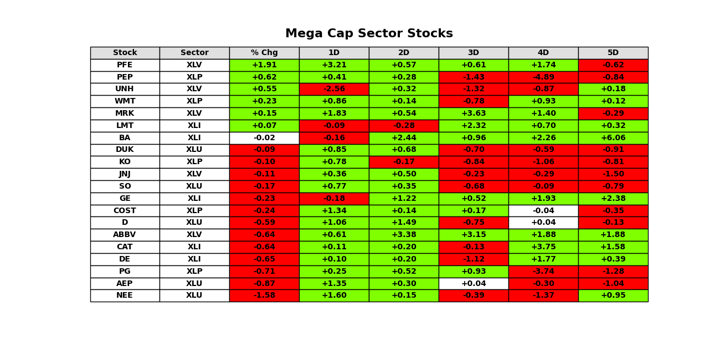 Mega Cap Sector Stocks
Stock Sector % Chg 1D 2D 3D 4D 5D
PFE XLV +1.91 +3.21 +0.57 +0.61 +1.74 -0.62
PEP XLP +0.62 +0.41 +0.28 -1.43 -4.89 -0.84
UNH XLV +0.55 -2.56 +0.32 -1.32 -0.87 +0.18
WMT XLP +0.23 +0.86 +0.14 -0.78 +0.93 +0.12
MRK XLV +0.15 +1.83 +0.54 +3.63 +1.40 -0.29
LMT XLI +0.07 -0.09 -0.28 +2.32 +0.70 +0.32
BA XLI -0.02 -0.16 +2.44 +0.96 +2.26 +6.06
DUK XLU -0.09 +0.85 +0.68 -0.70 -0.59 -0.91
KO XLP -0.10 +0.78 -0.17 -0.84 -1.06 -0.61
JNJ XLV -0.11 +0.36 +0.50 -0.23 -0.29 -1.50
SO XLU -0.17 +0.77 +0.35 -0.68 -0.09 -0.79
GE XLI -0.23 -0.16 +1.22 +0.52 +1.93 +2.38
COST XLP -0.24 +1.34 +0.14 +0.17 -0.04 -0.35
D XLU -0.59 +1.06 +1.49 -0.75 +0.04 -0.13
ABBV XLV -0.64 +0.61 +3.38 +3.15 +1.88 +1.88
CAT XLI -0.64 +0.11 +0.20 -0.13 +3.75 +1.58
DE XLI -0.65 +0.10 +0.20 -1.12 +1.77 +0.39
PG XLP -0.71 +0.25 +0.52 +0.93 -3.74 -1.28
AEP XLU -0.87 +1.35 +0.30 +0.04 -0.30 -1.04
NEE XLU -1.58 +1.60 +0.15 -0.39 -1.37 +0.95